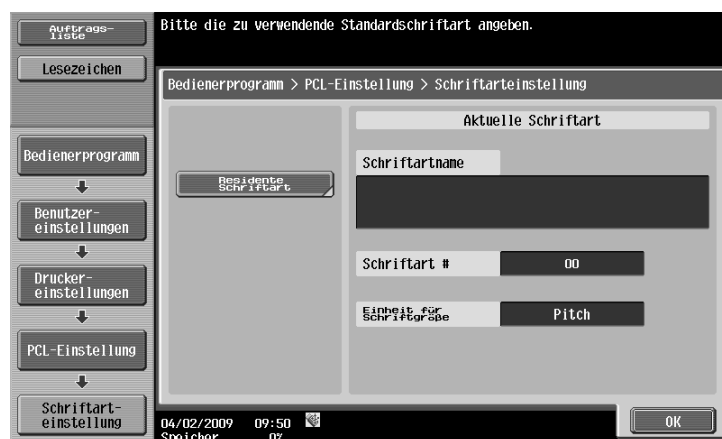 Auftrags-
liste
Bitte die zu verwendende Standardschriftart angeben.
Lesezeichen
Bedienerprogramm > PCL-Einstellung > Schriftarteinstellung
Aktuelle Schriftart
Bedienerprogramm
Schriftartname
Residente
Schriftart
Benutzer-
einstellungen
Schriftart # 00
Drucker-
einstellungen
Einheit für
Schriftgröße
Pitch
PCL-Einstellung
Schriftart-
einstellung
04/02/2009 09:50
Speicher 0%
OK